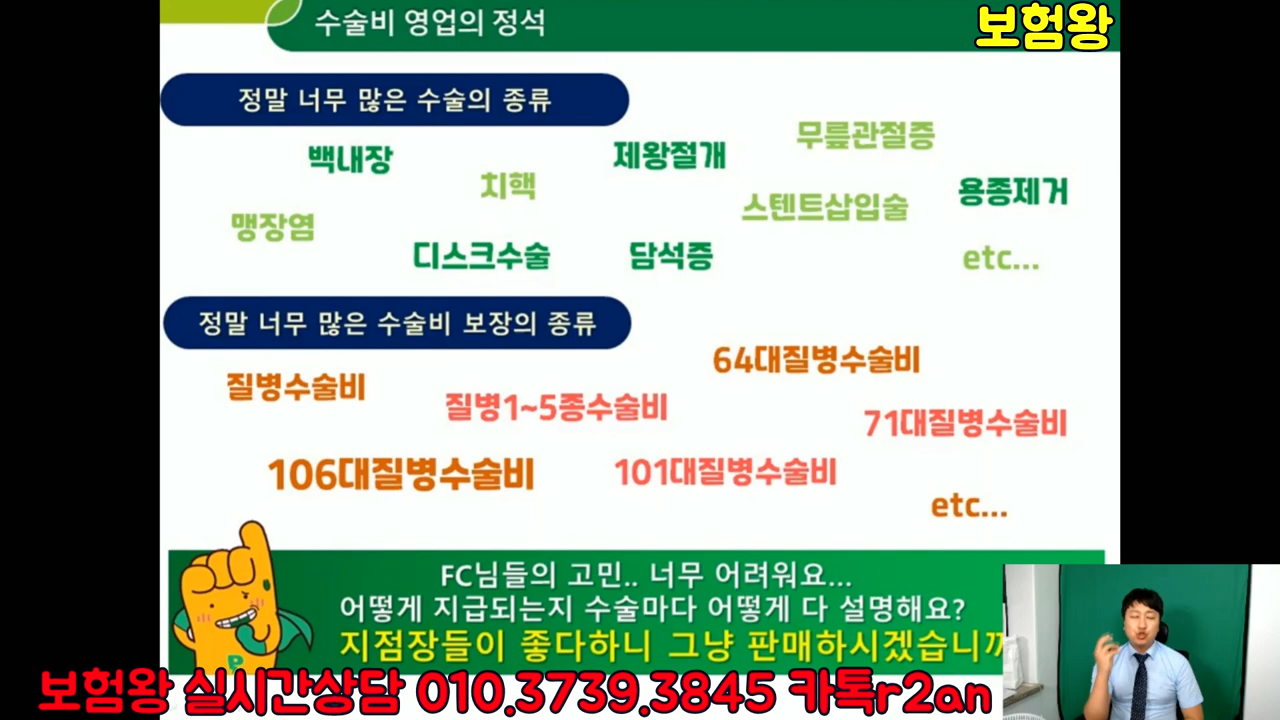 수술비 영업의 정석
보험왕
정말 너무 많은 수술의 종류
백내장
치핵
제왕절개
무릎관절증
맹장염
디스크수술
담석증
스텐트삽입술
용종제거
etc...
정말 너무 많은 수술비 보장의 종류
질병수술비
질병1~5종수술비
64대질병수술비
71대질병수술비
106대질병수술비
101대질병수술비
etc...
FC님들의 고민.. 너무 어려워요...
어떻게 지급되는지 수술마다 어떻게 다 설명해요?
지점장들이 좋다하니 그냥 판매하시겠습니까
P
보험왕 실시간상담 010.3739.3845 카톡r2an